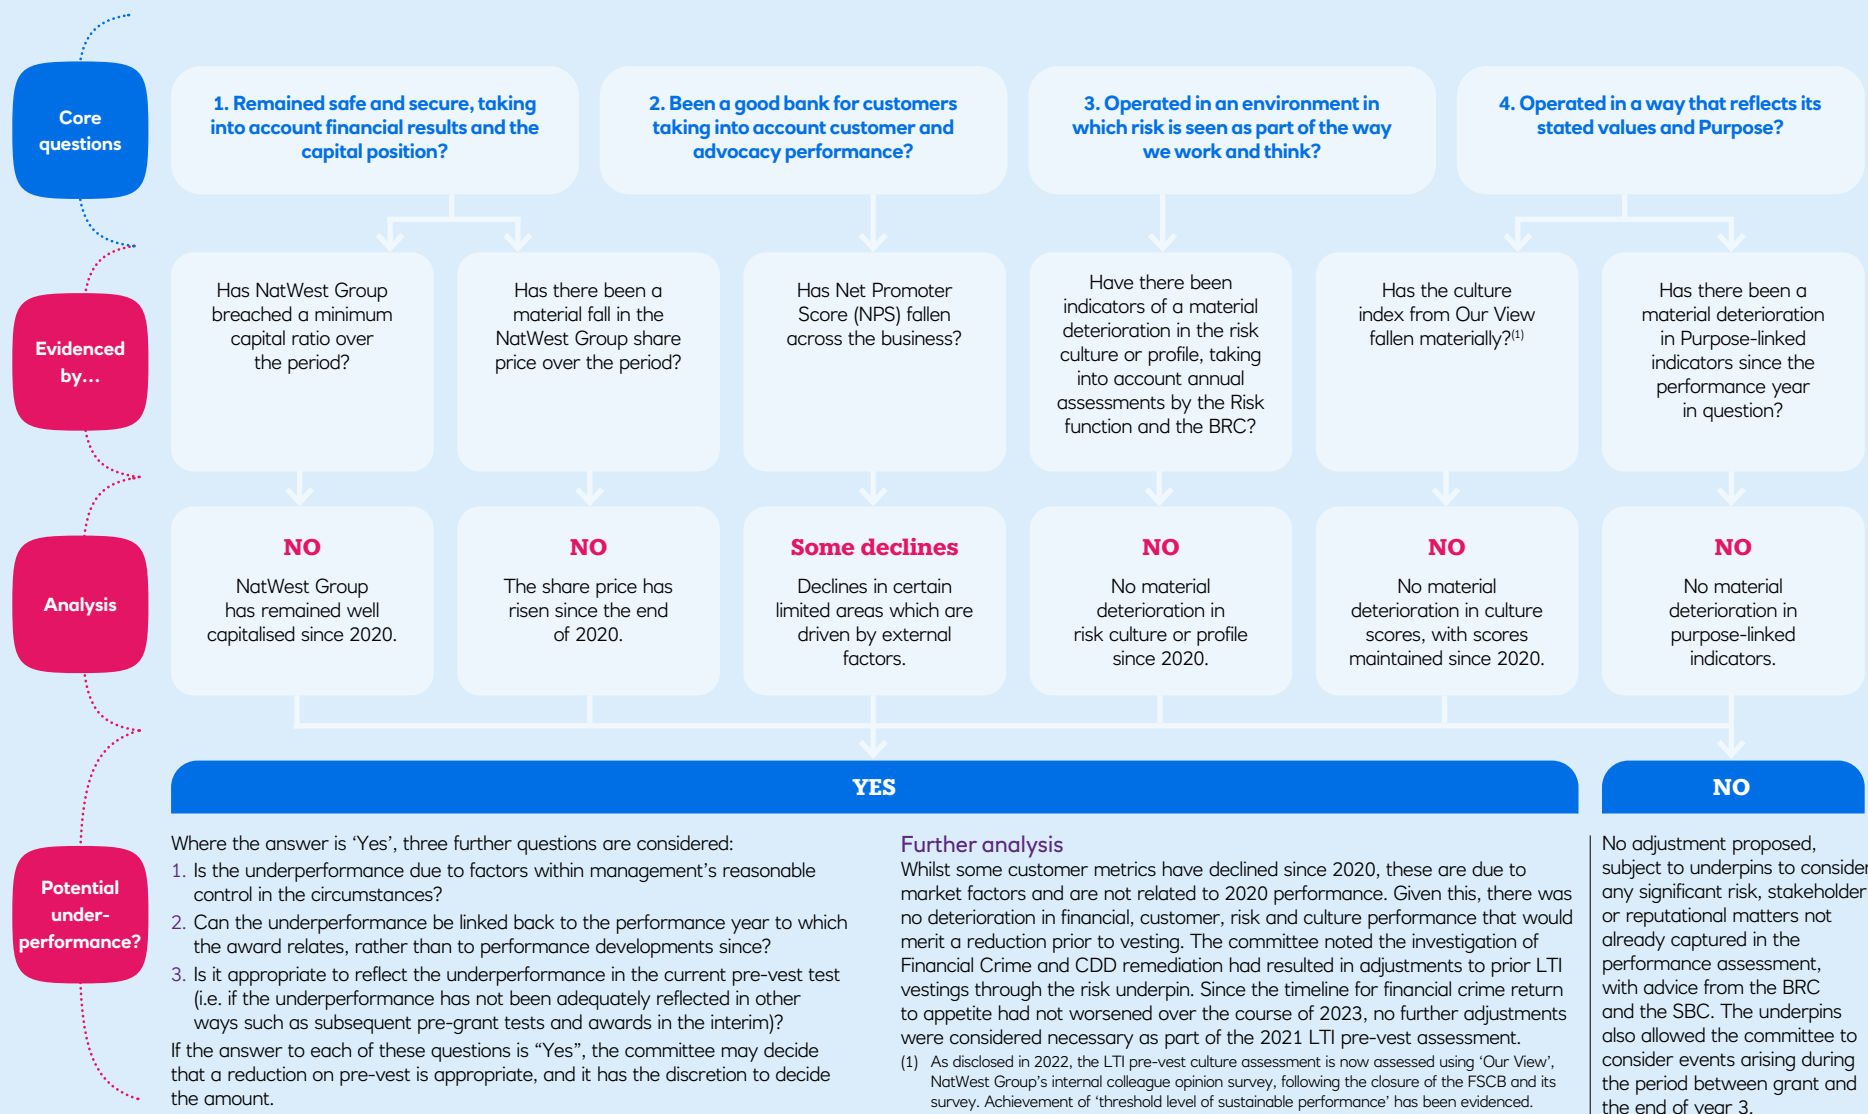 Core
questions
1. Remained safe and secure, taking
into account financial results and the
capital position?
2. Been a good bank for customers
taking into account customer and
advocacy performance?
3. Operated in an environment in
which risk is seen as part of the way
we work and think?
4. Operated in a way that reflects its
stated values and Purpose?
Evidenced
by...
Has NatWest Group
breached a minimum
capital ratio over
the period?
Has there been a
material fall in the
NatWest Group share
price over the period?
Has Net Promoter
Score (NPS) fallen
across the business?
Have there been
indicators of a material
deterioration in the risk
culture or profile, taking
into account annual
assessments by the Risk
function and the BRC?
Has the culture
index from Our View
fallen materially?(1)
Has there been a
material deterioration
in Purpose-linked
indicators since the
performance year
in question?
Analysis
NO
NatWest Group
has remained well
capitalised since 2020.
NO
The share price has
risen since the end
of 2020.
Some declines
Declines in certain
limited areas which are
driven by external
factors.
NO
No material
deterioration in
risk culture or profile
since 2020.
NO
No material
deterioration in culture
scores, with scores
maintained since 2020.
NO
No material
deterioration in
purpose-linked
indicators.
Potential
under-
performance?
YES
Where the answer is ‘Yes’, three further questions are considered:
1. Is the underperformance due to factors within management’s reasonable
control in the circumstances?
2. Can the underperformance be linked back to the performance year to which
the award relates, rather than to performance developments since?
3. Is it appropriate to reflect the underperformance in the current pre-vest test
(i.e. if the underperformance has not been adequately reflected in other
ways such as subsequent pre-grant tests and awards in the interim)?
If the answer to each of these questions is “Yes”, the committee may decide
that a reduction on pre-vest is appropriate, and it has the discretion to decide
the amount.
Further analysis
Whilst some customer metrics have declined since 2020, these are due to
market factors and are not related to 2020 performance. Given this, there was
no deterioration in financial, customer, risk and culture performance that would
merit a reduction prior to vesting. The committee noted the investigation of
Financial Crime and CDD remediation had resulted in adjustments to prior LTI
vestings through the risk underpin. Since the timeline for financial crime return
to appetite had not worsened over the course of 2023, no further adjustments
were considered necessary as part of the 2021 LTI pre-vest assessment.
(1) As disclosed in 2022, the LTI pre-vest culture assessment is now assessed using ‘Our View’,
NatWest Group’s internal colleague opinion survey, following the closure of the FSCB and its
survey. Achievement of ‘threshold level of sustainable performance’ has been evidenced.
NO
No adjustment proposed,
subject to underpins to consider
any significant risk, stakeholder
or reputational matters not
already captured in the
performance assessment,
with advice from the BRC
and the SBC. The underpins
also allowed the committee to
consider events arising during
the period between grant and
the end of year 3.